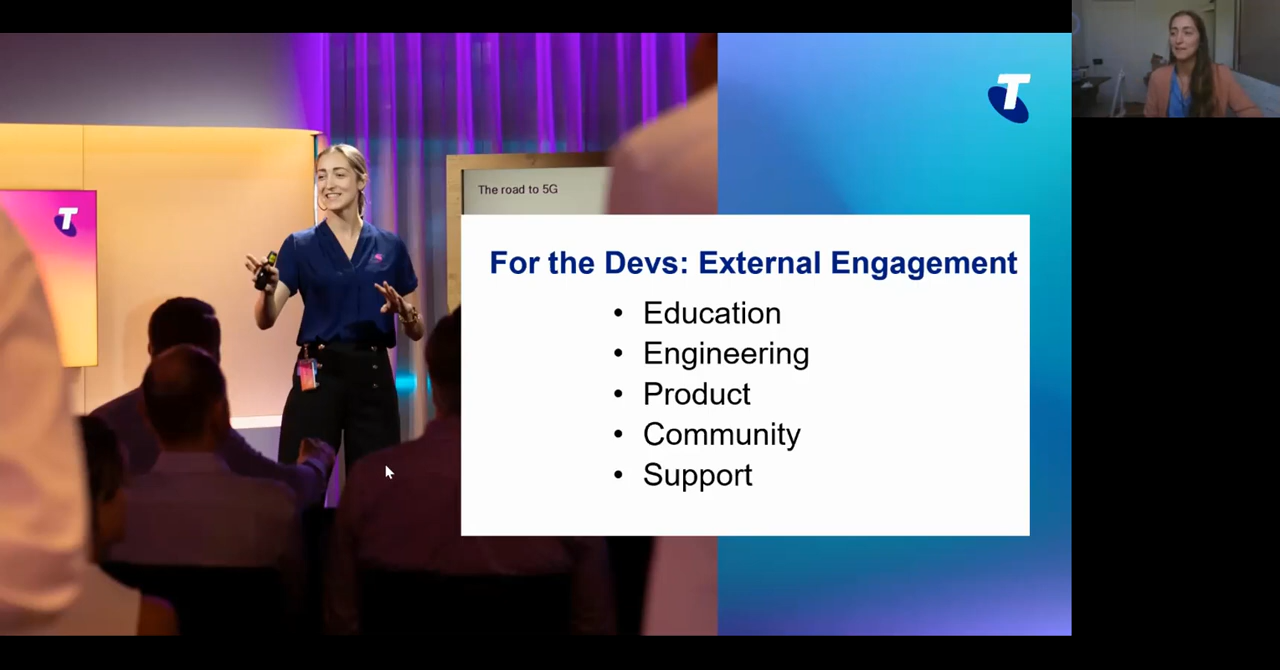 The road to 5G
T
T
For the Devs: External Engagement
• Education
• Engineering
• Product
• Community
• Support